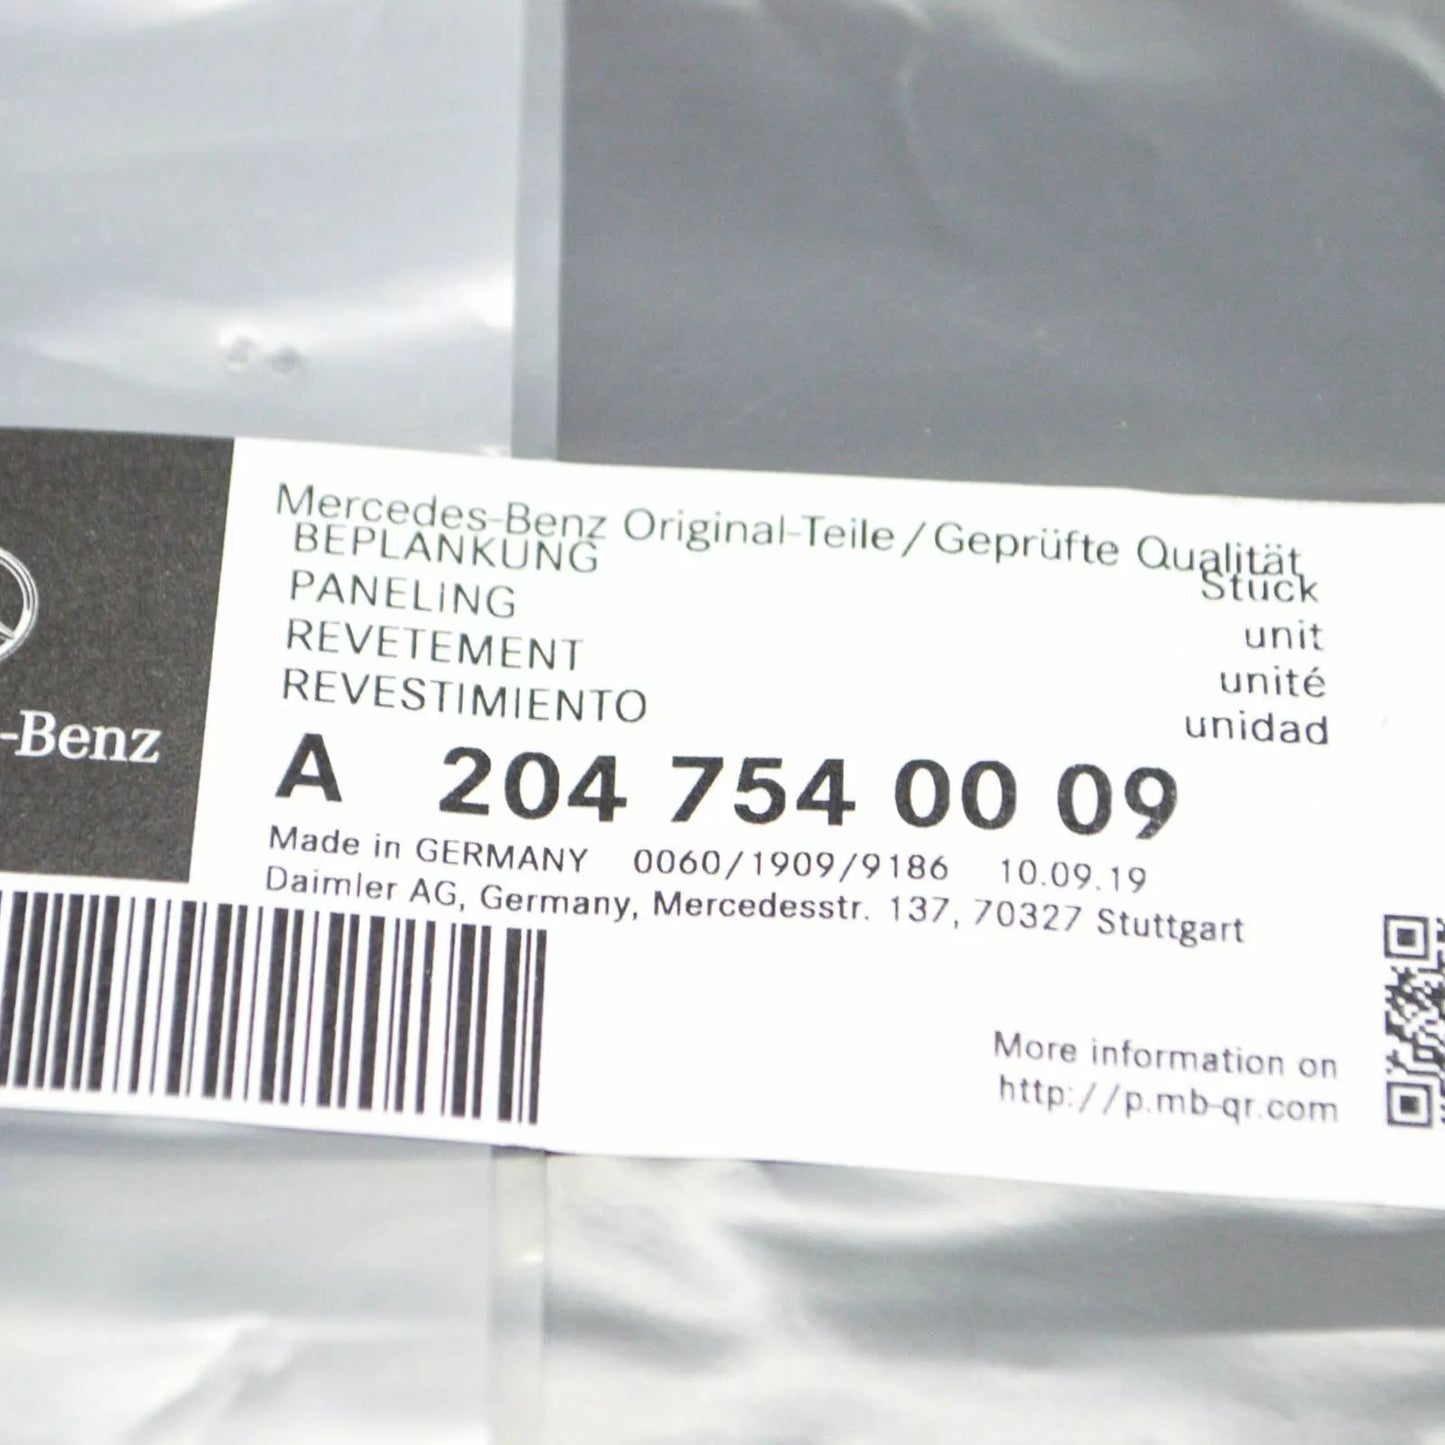 Mercedes-Benz Original-Teile/Geprüfte Qualität
BEPLANKUNG Stück
PANELING unit
REVETEMENT unité
REVESTIMIENTO unidad
-Benz
A 204 754 00 09
Made in GERMANY 0060/1909/9186 10.09.19
Daimler AG, Germany, Mercedesstr. 137, 70327 Stuttgart
More information on
http://p.mb-qr.com